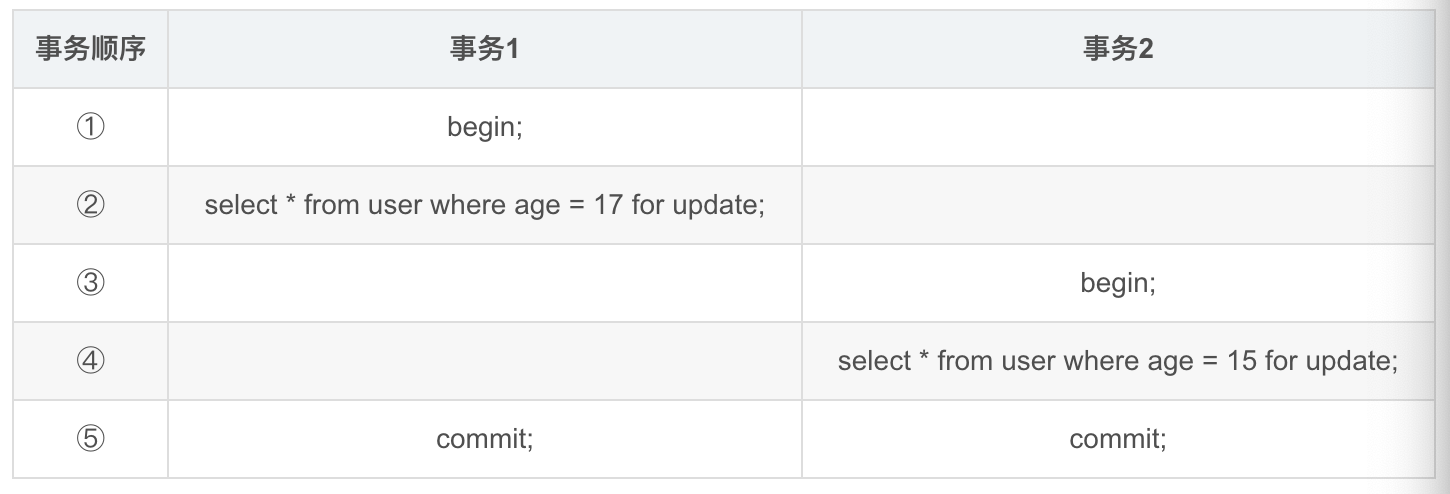 事务顺序 事务1 事务2
① begin;
② select * from user where age = 17 for update;
③ begin;
④ select * from user where age = 15 for update;
⑤ commit; commit;